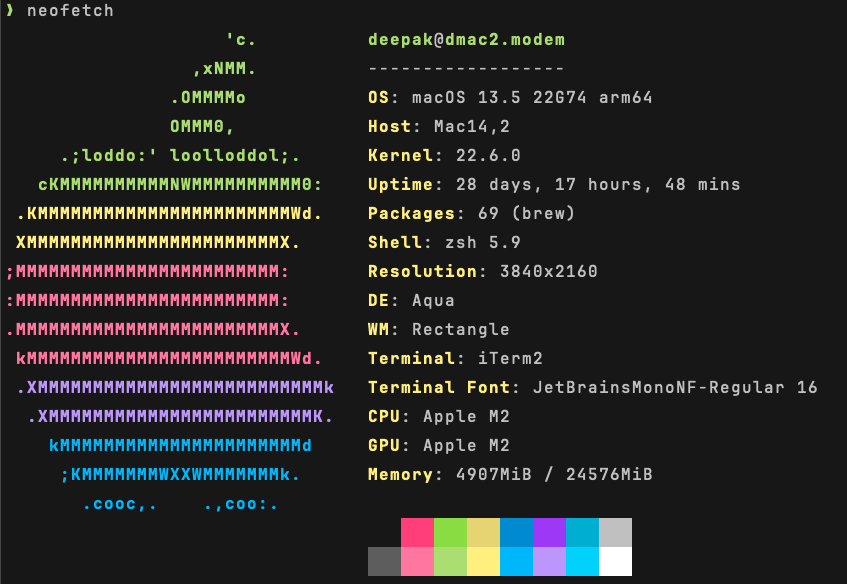 ❯ neofetch
                    'c.          deepak@dmac2.modem
                 ,xNMM.          ------------------
               .OMMMMo           OS: macOS 13.5 22G74 arm64
               OMMM0,            Host: Mac14,2
     .;loddo:' loolloddol;.      Kernel: 22.6.0
   cKMMMMMMMMMMNWMMMMMMMMMM0:    Uptime: 28 days, 17 hours, 48 mins
 .KMMMMMMMMMMMMMMMMMMMMMMMWd.    Packages: 69 (brew)
 XMMMMMMMMMMMMMMMMMMMMMMMX.      Shell: zsh 5.9
;MMMMMMMMMMMMMMMMMMMMMMMM:       Resolution: 3840x2160
:MMMMMMMMMMMMMMMMMMMMMMMM:       DE: Aqua
.MMMMMMMMMMMMMMMMMMMMMMMMX.      WM: Rectangle
 kMMMMMMMMMMMMMMMMMMMMMMMMWd.    Terminal: iTerm2
 .XMMMMMMMMMMMMMMMMMMMMMMMMMMk   Terminal Font: JetBrainsMonoNF-Regular 16
  .XMMMMMMMMMMMMMMMMMMMMMMMMK.   CPU: Apple M2
    kMMMMMMMMMMMMMMMMMMMMMMd     GPU: Apple M2
     ;KMMMMMMMWXXWMMMMMMMk.      Memory: 4907MiB / 24576MiB
       .cooc,.    .,coo:.